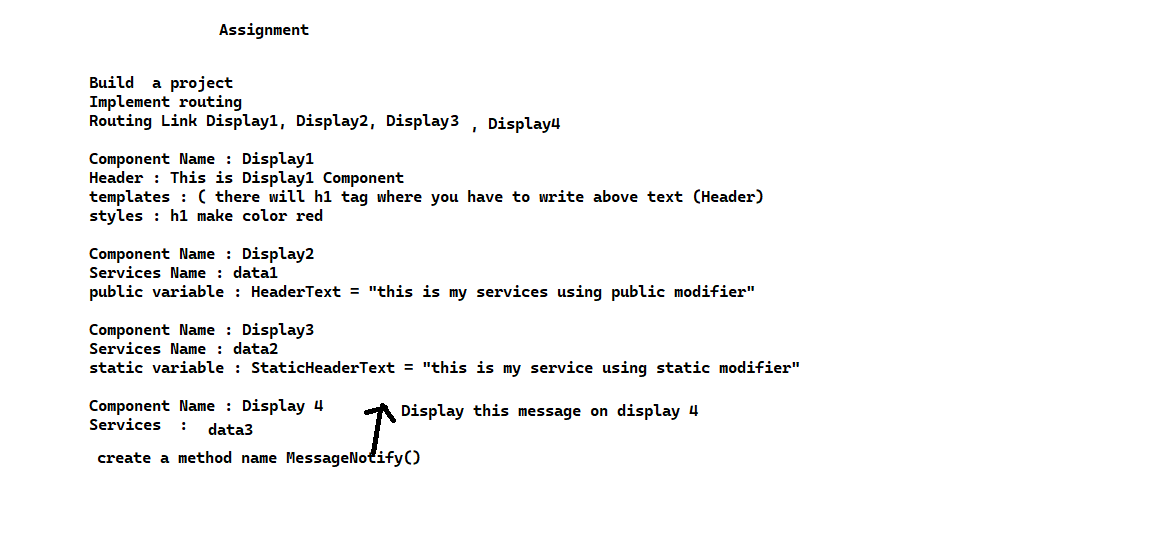 Assignment
Build a project
Implement routing
Routing Link Display1, Display2, Display3 , Display4
Component Name : Display1
Header : This is Display1 Component
templates : ( there will h1 tag where you have to write above text (Header)
styles : h1 make color red
Component Name : Display2
Services Name : data1
public variable : HeaderText = "this is my services using public modifier"
Component Name : Display3
Services Name : data2
static variable : StaticHeaderText = "this is my service using static modifier"
Component Name : Display 4
Display this message on display 4
Services : data3
create a method name MessageNotify()